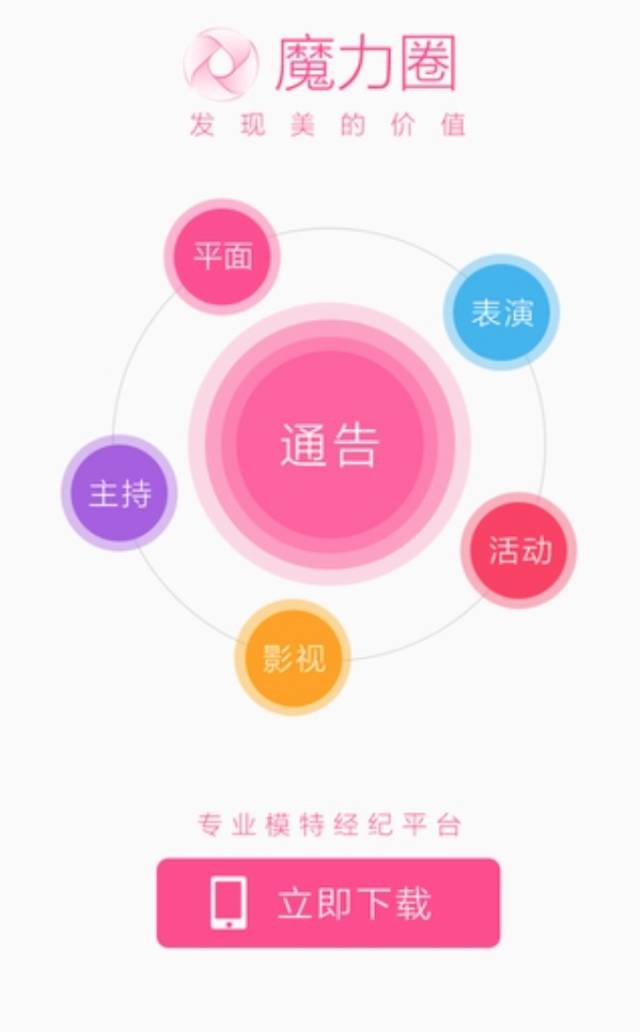 魔力圈
发现美的价值
平面
表演
通告
主持
活动
影视
专业模特经纪平台
立即下载